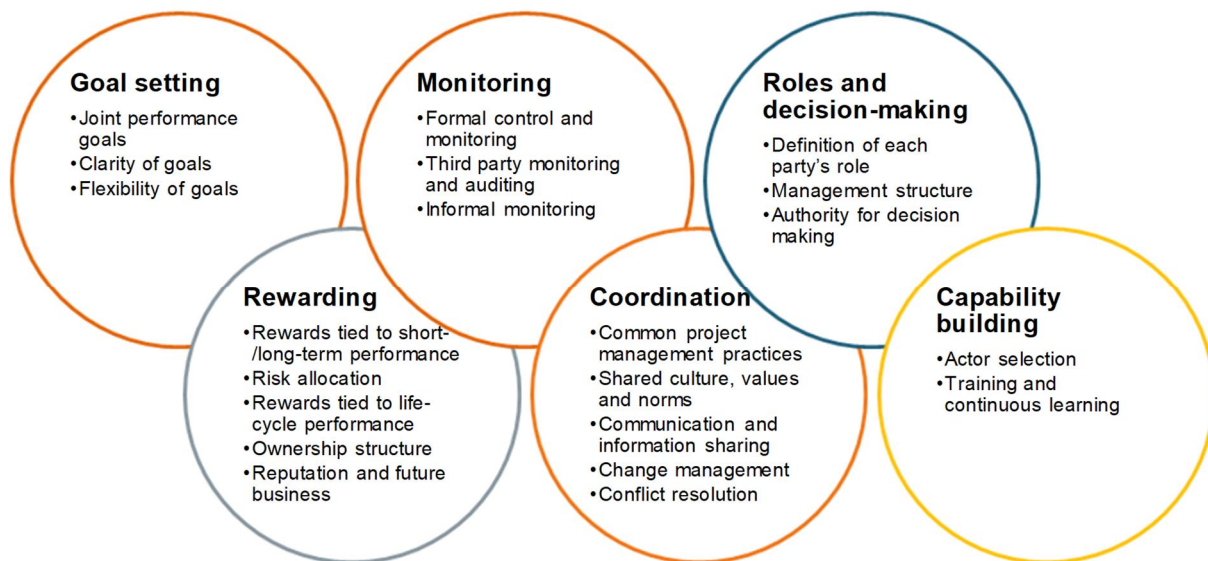 Goal setting
•Joint performance
goals
•Clarity of goals
•Flexibility of goals
Rewarding
•Rewards tied to short-
/long-term performance
•Risk allocation
•Rewards tied to life-
cycle performance
•Ownership structure
•Reputation and future
business
Monitoring
•Formal control and
monitoring
•Third party monitoring
and auditing
•Informal monitoring
Coordination
•Common project
management practices
•Shared culture, values
and norms
•Communication and
information sharing
•Change management
•Conflict resolution
Roles and
decision-making
•Definition of each
party's role
•Management structure
•Authority for decision
making
Capability
building
•Actor selection
•Training and
continuous learning